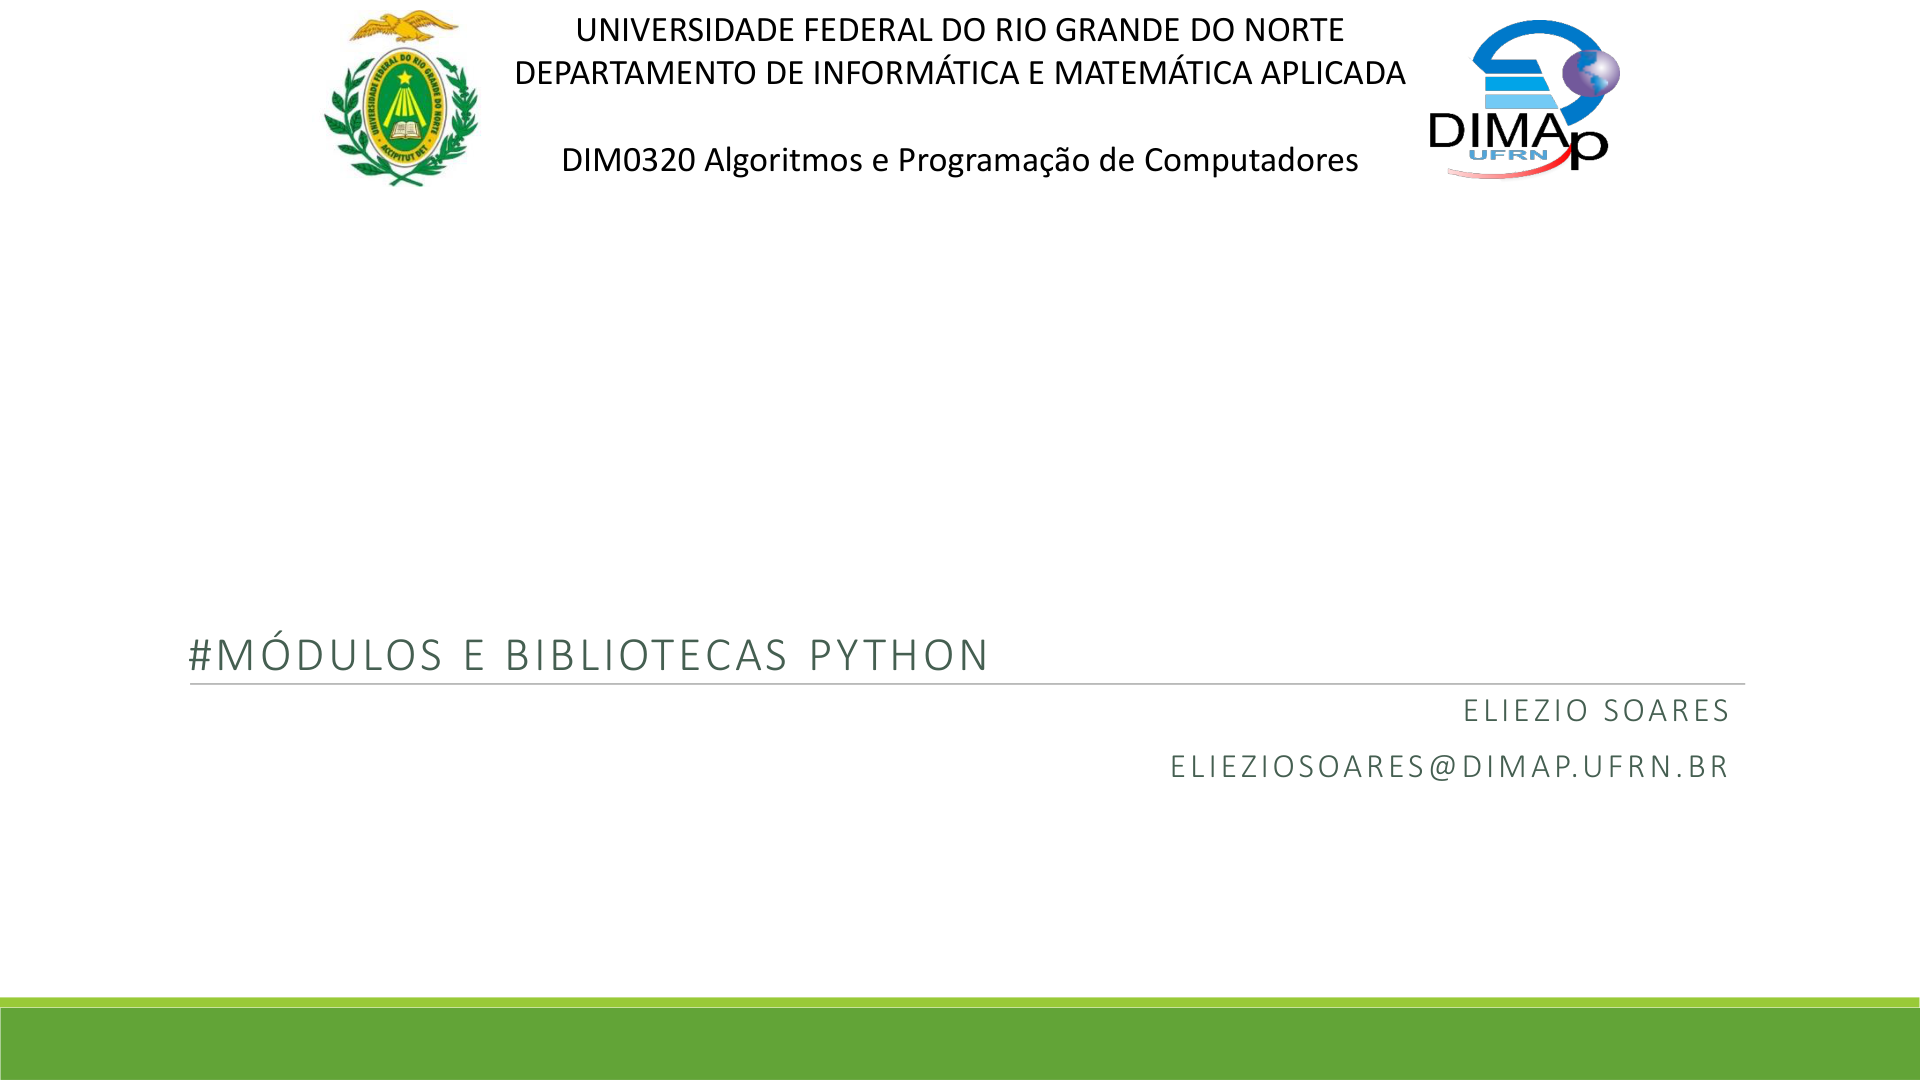 UNIVERSIDADE FEDERAL DO RIO GRANDE DO NORTE
DEPARTAMENTO DE INFORMÁTICA E MATEMÁTICA APLICADA
DIM0320 Algoritmos e Programação de Computadores
UNIVERSIDADE FEDERAL DO RIO GRANDE DO NORTE
ACCIPITUT DET
DIMAp
UFRN
#MÓDULOS E BIBLIOTECAS PYTHON
ELIEZIO SOARES
ELIEZIOSOARES@DIMAP.UFRN.BR